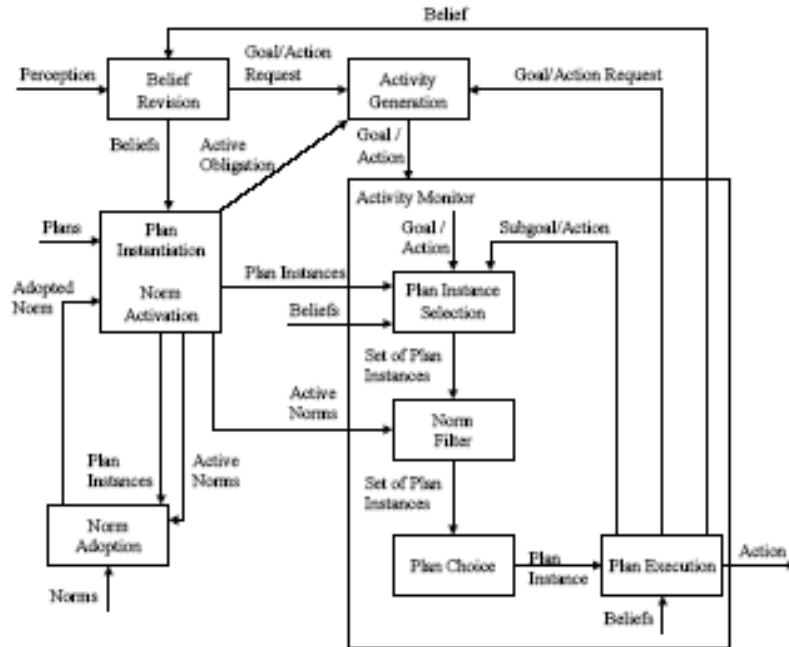 Belief
Perception
Belief
Revision
Goal/Action
Request
Activity
Generation
Goal/Action Request
Beliefs
Active
Obligation
Goal /
Action
Activity Monitor
Plans
Plan
Instantiation
Norm
Activation
Goal /
Action
Subgoal/Action
Adopted
Norm
Plan Instances
Beliefs
Plan Instance
Selection
Set of Plan
Instances
Active
Norms
Norm
Filter
Plan
Instances
Active
Norms
Set of Plan
Instances
Norm
Adoption
Norms
Plan Choice
Plan
Instance
Plan Execution
Action
Beliefs